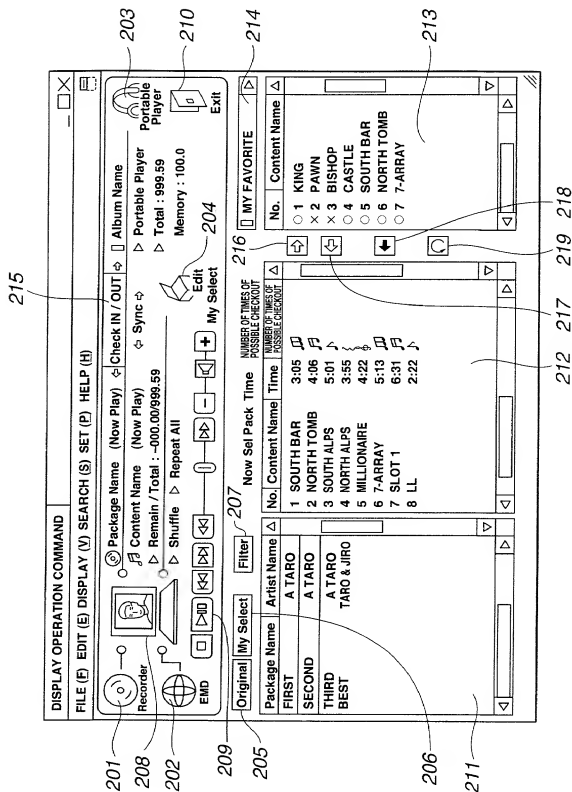 DISPLAY OPERATION COMMAND
FILE (F) EDIT (E) DISPLAY (V) SEARCH (S) SET (P) HELP (H)
Recorder
Package Name (Now Play)
Check IN / OUT
Album Name
Portable Player
Content Name (Now Play)
Sync
Portable Player
Remain / Total : –000.00/999.59
Total : 999.59
Shuffle
Repeat All
Memory : 100.0
EMD
Edit
My Select
Exit
Original
My Select
Filter
Now Sel Pack Time
NUMBER OF TIMES OF POSSIBLE CHECKOUT
MY FAVORITE
Package Name Artist Name
FIRST A TARO
SECOND A TARO
THIRD A TARO
BEST TARO & JIRO
No. Content Name Time NUMBER OF TIMES OF POSSIBLE CHECKOUT
1 SOUTH BAR 3:05
2 NORTH TOMB 4:06
3 SOUTH ALPS 5:01
4 NORTH ALPS 3:55
5 MILLIONAIRE 4:22
6 7-ARRAY 5:13
7 SLOT 1 6:31
8 LL 2:22
No. Content Name
○ 1 KING
× 2 PAWN
× 3 BISHOP
○ 4 CASTLE
○ 5 SOUTH BAR
○ 6 NORTH TOMB
○ 7 7-ARRAY
201
208
202
209
205
206
211
207
215
204
203
210
214
213
216
217
218
219
212